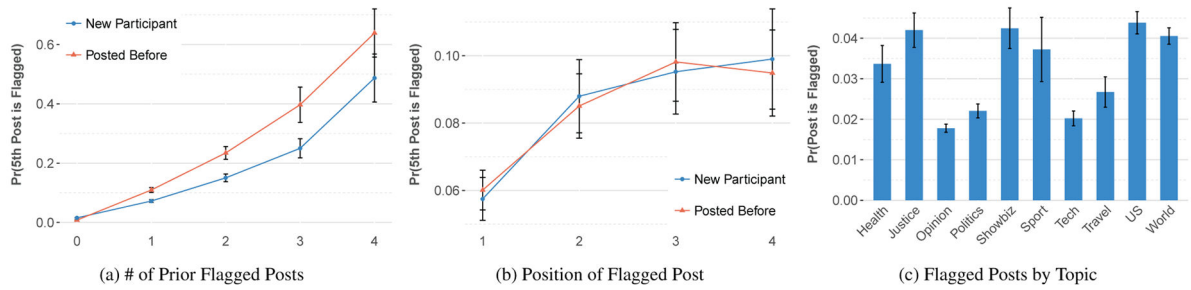 Pr(5th Post is Flagged)
0.6
0.4
0.2
0.0
New Participant
Posted Before
0
1
2
3
4
(a) # of Prior Flagged Posts
Pr(5th Post is Flagged)
0.10
0.08
0.06
New Participant
Posted Before
1
2
3
4
(b) Position of Flagged Post
Pr(Post is Flagged)
0.04
0.03
0.02
0.01
0.00
Health
Justice
Opinion
Politics
Showbiz
Sport
Tech
Travel
US
World
(c) Flagged Posts by Topic